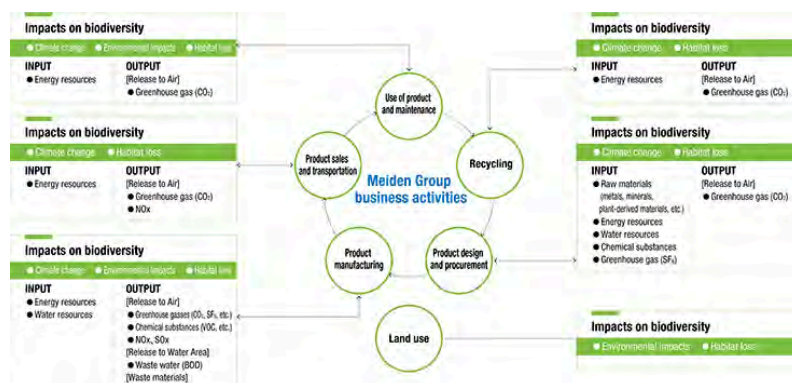 Impacts on biodiversity
● Climate change ● Environmental impacts ● Habitat loss
INPUT
● Energy resources
OUTPUT
[Release to Air]
● Greenhouse gas (CO₂)
Impacts on biodiversity
● Climate change ● Habitat loss
INPUT
● Energy resources
OUTPUT
[Release to Air]
● Greenhouse gas (CO₂)
● NOx
Impacts on biodiversity
● Climate change ● Environmental impacts ● Habitat loss
INPUT
● Energy resources
● Water resources
OUTPUT
[Release to Air]
● Greenhouse gasses (CO₂, SF₆, etc.)
● Chemical substances (VOC, etc.)
● NOx, SOx
[Release to Water Area]
● Waste water (BOD)
[Waste materials]
Use of product
and maintenance
Product sales
and transportation
Recycling
Meiden Group
business activities
Product
manufacturing
Product design
and procurement
Land use
Impacts on biodiversity
● Climate change ● Habitat loss
INPUT
● Energy resources
OUTPUT
[Release to Air]
● Greenhouse gas (CO₂)
Impacts on biodiversity
● Climate change ● Habitat loss
INPUT
● Raw materials
(metals, minerals,
plant-derived materials, etc.)
● Energy resources
● Water resources
● Chemical substances
● Greenhouse gas (SF₆)
OUTPUT
[Release to Air]
● Greenhouse gas (CO₂)
Impacts on biodiversity
● Environmental impacts ● Habitat loss